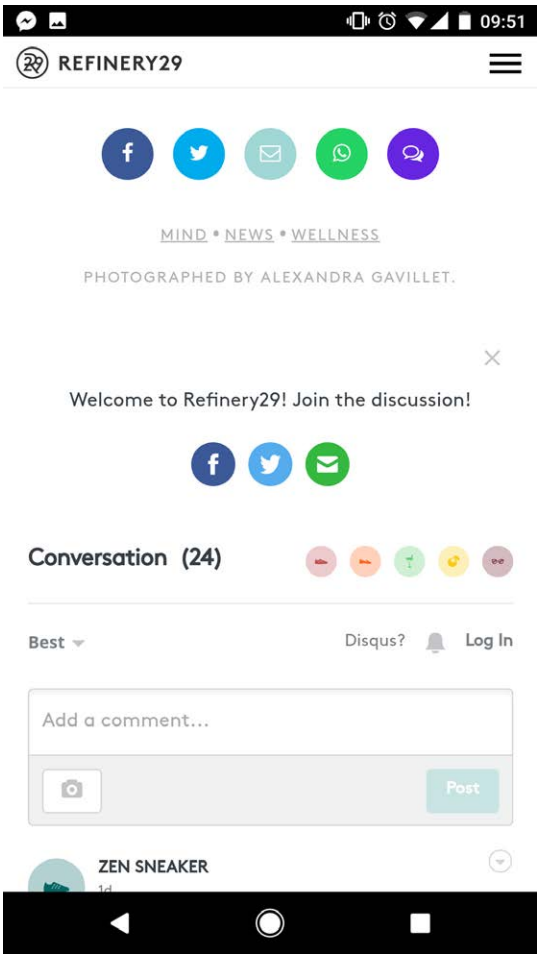 09:51
REFINERY29
MIND • NEWS • WELLNESS
PHOTOGRAPHED BY ALEXANDRA GAVILLET.
Welcome to Refinery29! Join the discussion!
Conversation (24)
Best
Disqus? Log In
Add a comment...
Post
ZEN SNEAKER
1d